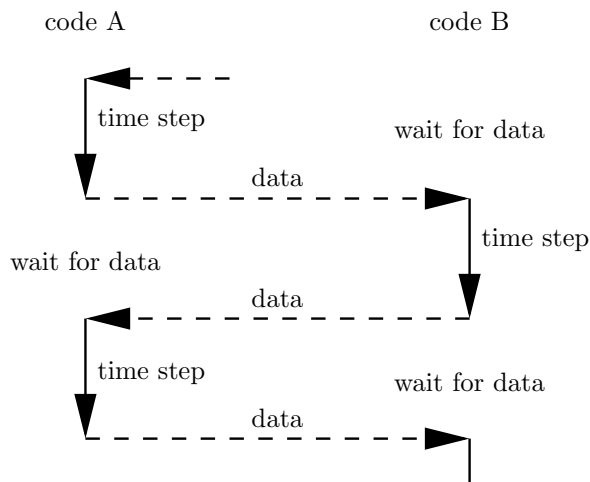 code A
code B
time step
wait for data
data
time step
wait for data
data
time step
wait for data
data